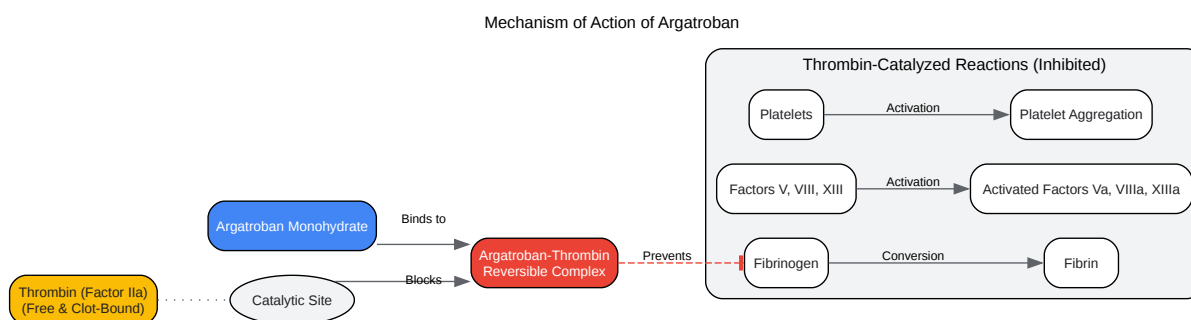 Mechanism of Action of Argatroban
Thrombin-Catalyzed Reactions (Inhibited)
Platelets
Activation
Platelet Aggregation
Factors V, VIII, XIII
Activation
Activated Factors Va, VIIIa, XIIIa
Argatroban Monohydrate
Binds to
Argatroban-Thrombin
Reversible Complex
Prevents
Fibrinogen
Conversion
Fibrin
Blocks
Thrombin (Factor IIa)
(Free & Clot-Bound)
Catalytic Site